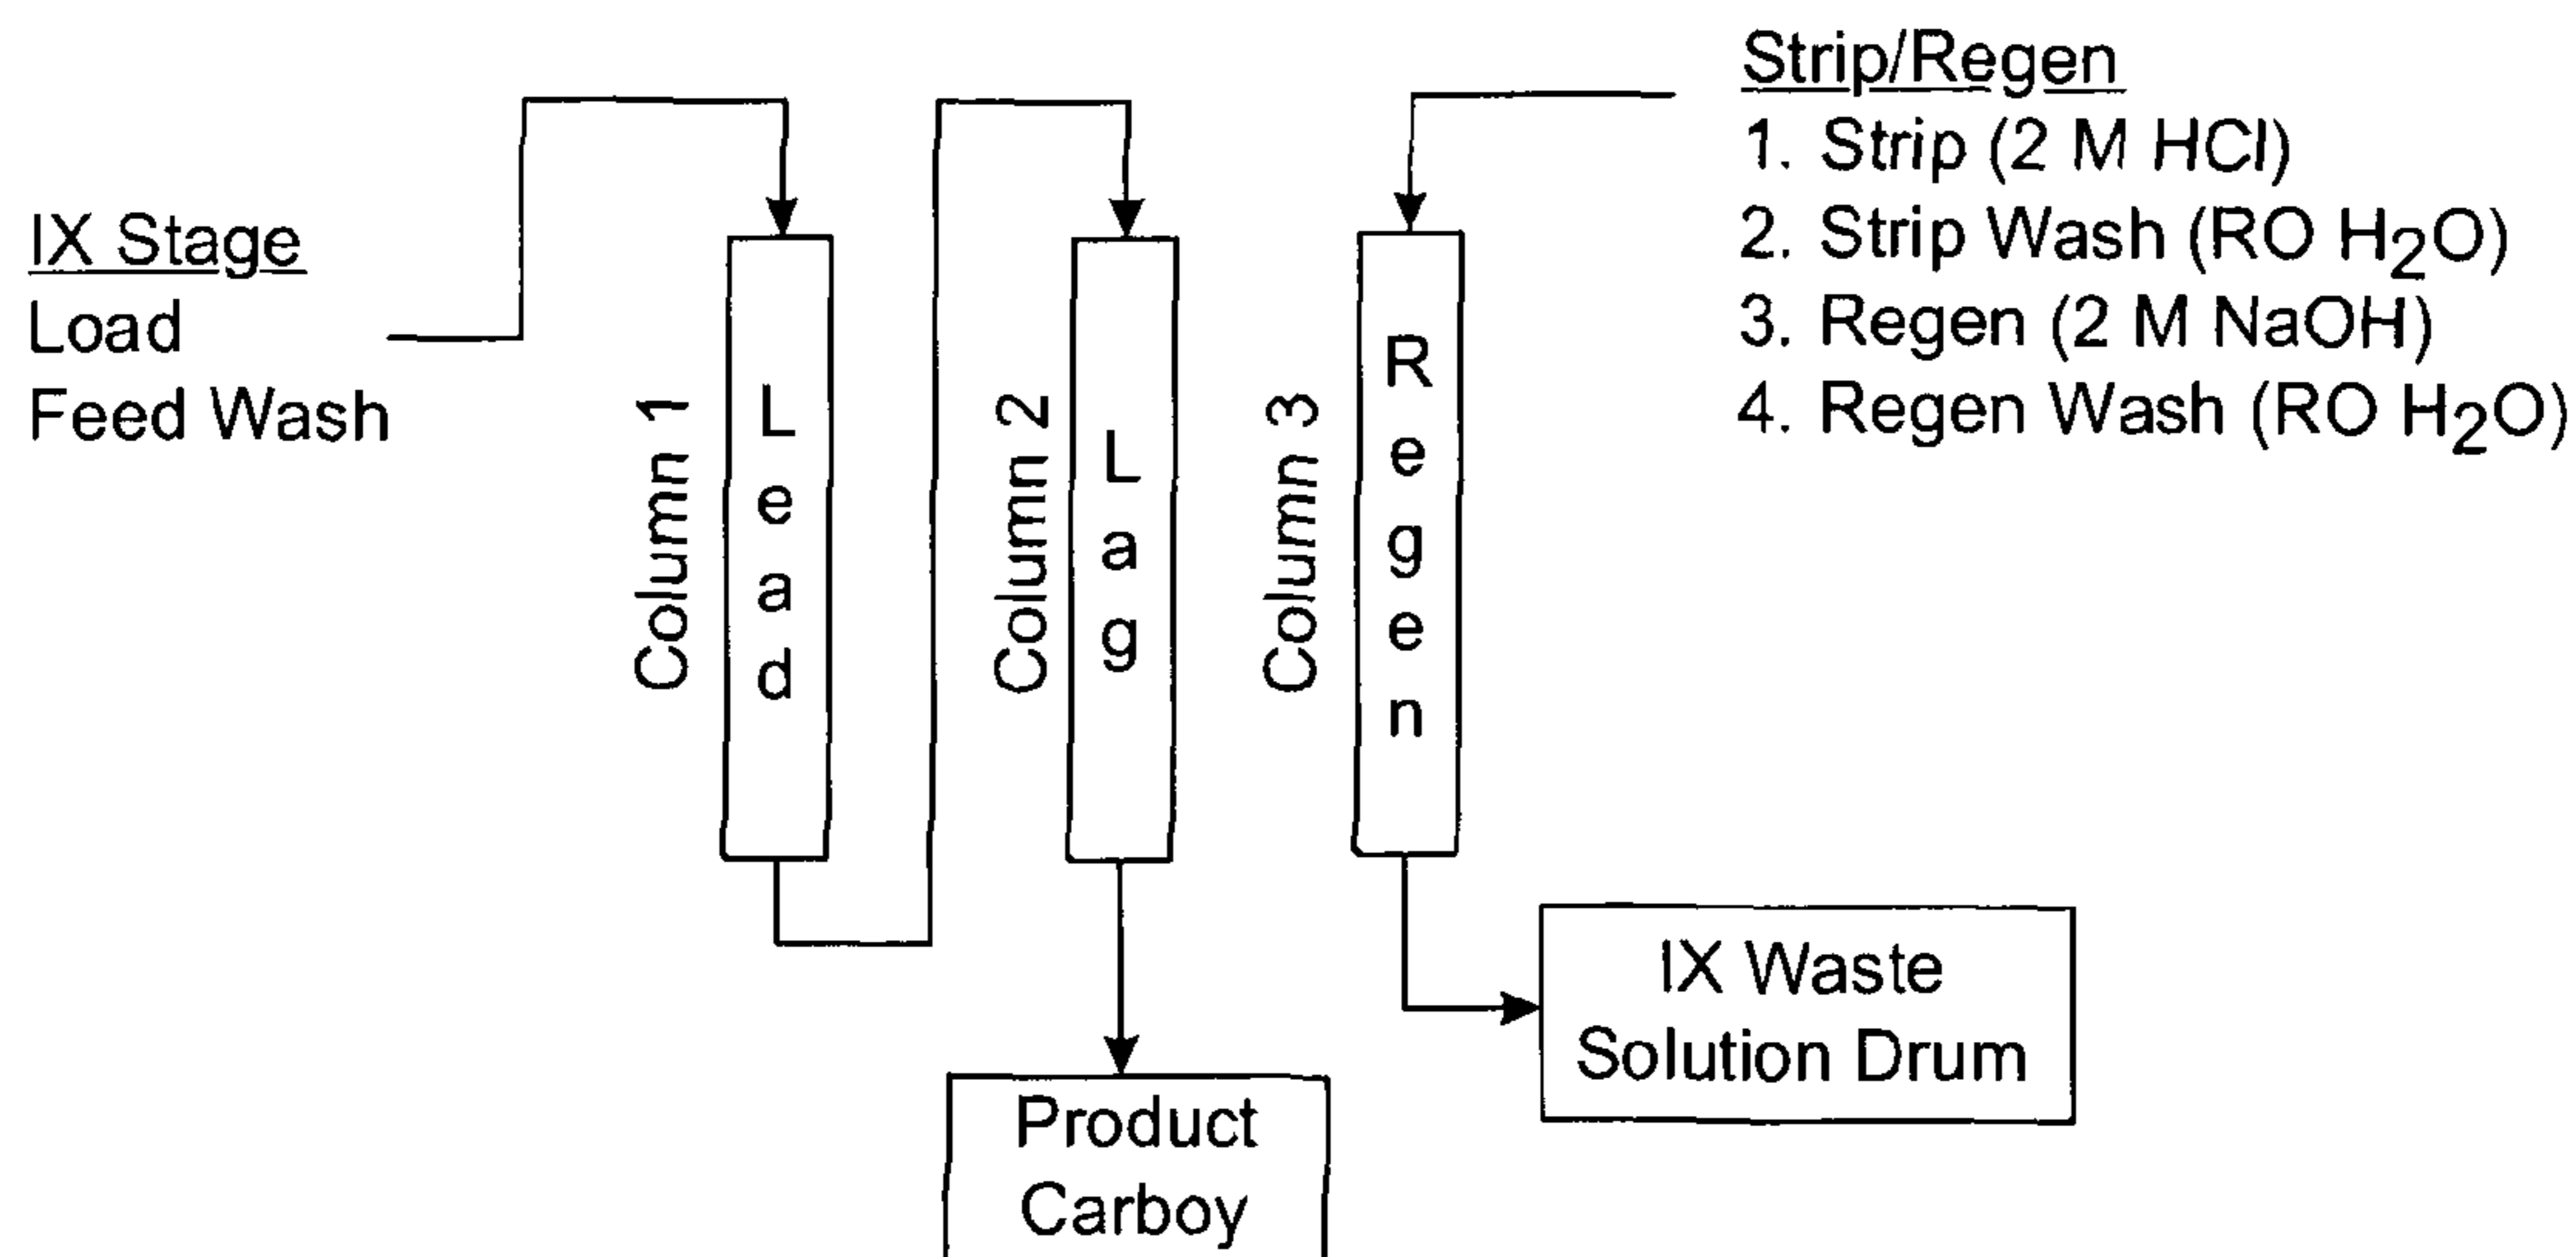 IX Stage
Load
Feed Wash
Column 1
Lead
Column 2
Lag
Column 3
Regen
Strip/Regen
1. Strip (2 M HCl)
2. Strip Wash (RO H₂O)
3. Regen (2 M NaOH)
4. Regen Wash (RO H₂O)
Product
Carboy
IX Waste
Solution Drum